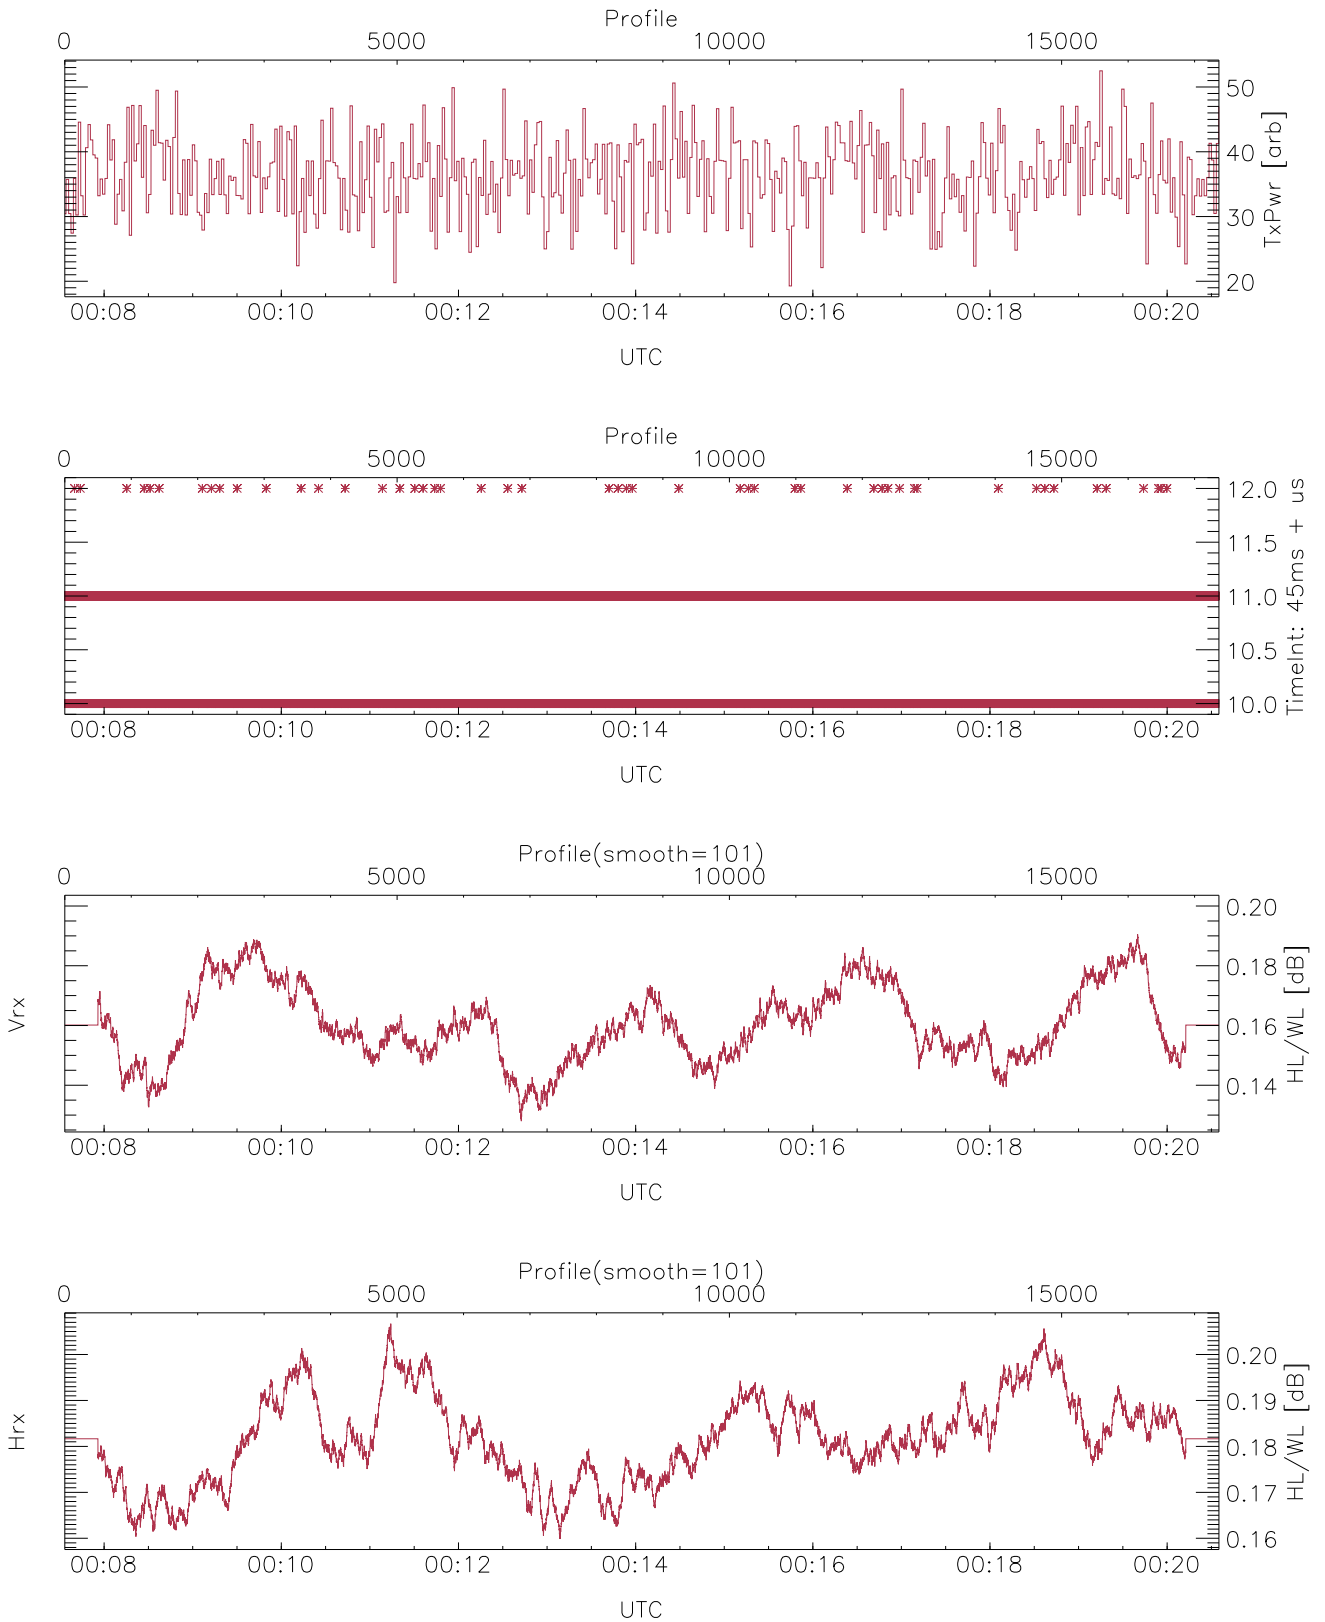 Profile
0 5000 10000 15000
50
40
30
20
TxPwr [arb]
00:08 00:10 00:12 00:14 00:16 00:18 00:20
UTC
Profile
0 5000 10000 15000
12.0
11.5
11.0
10.5
10.0
TimeInt: 45ms + us
00:08 00:10 00:12 00:14 00:16 00:18 00:20
UTC
Profile(smooth=101)
0 5000 10000 15000
Vrx
0.20
0.18
0.16
0.14
HL/WL [dB]
00:08 00:10 00:12 00:14 00:16 00:18 00:20
UTC
Profile(smooth=101)
0 5000 10000 15000
Hrx
0.20
0.19
0.18
0.17
0.16
HL/WL [dB]
00:08 00:10 00:12 00:14 00:16 00:18 00:20
UTC